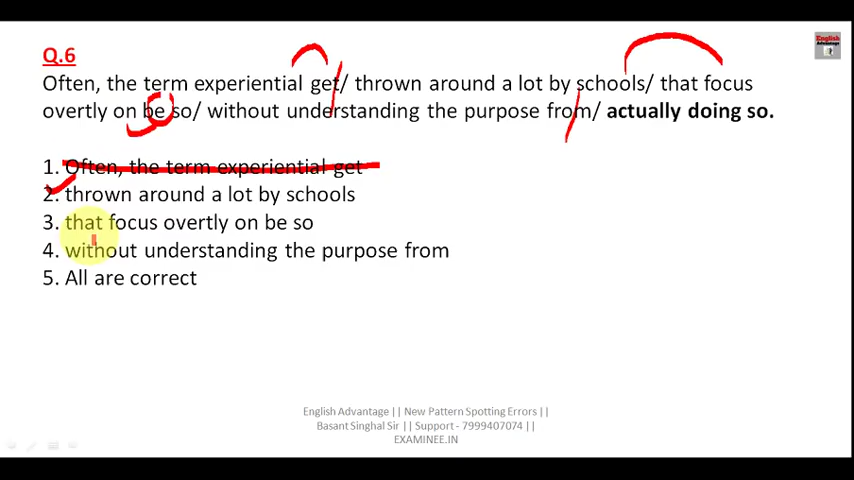 Q.6
English
Advantage
Often, the term experiential get/ thrown around a lot by schools/ that focus
overtly on be so/ without understanding the purpose from/ actually doing so.
1. Often, the term experiential get
2. thrown around a lot by schools
3. that focus overtly on be so
4. without understanding the purpose from
5. All are correct
English Advantage || New Pattern Spotting Errors ||
Basant Singhal Sir || Support - 7999407074 ||
EXAMINEE.IN